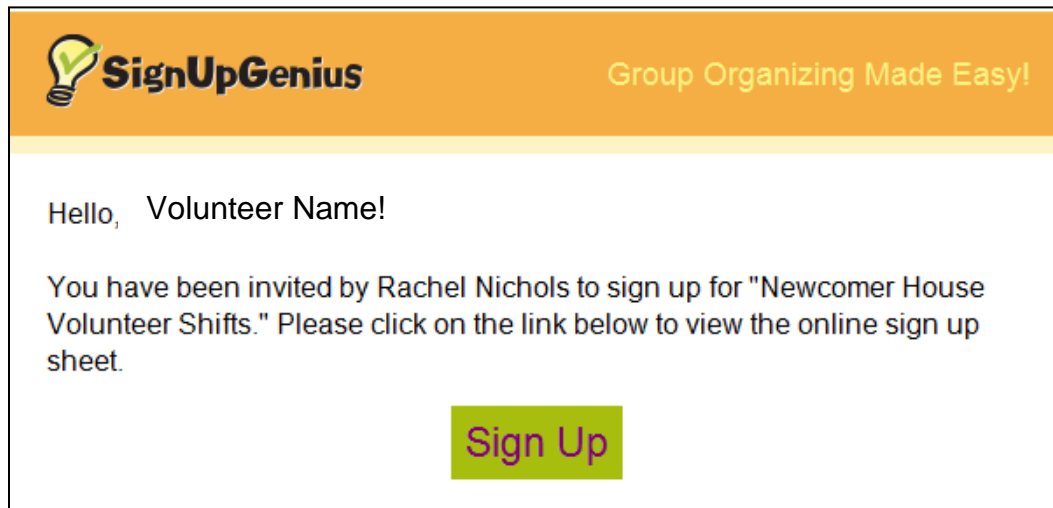 SignUpGenius
Group Organizing Made Easy!
Hello, Volunteer Name!
You have been invited by Rachel Nichols to sign up for "Newcomer House
Volunteer Shifts." Please click on the link below to view the online sign up
sheet.
Sign Up